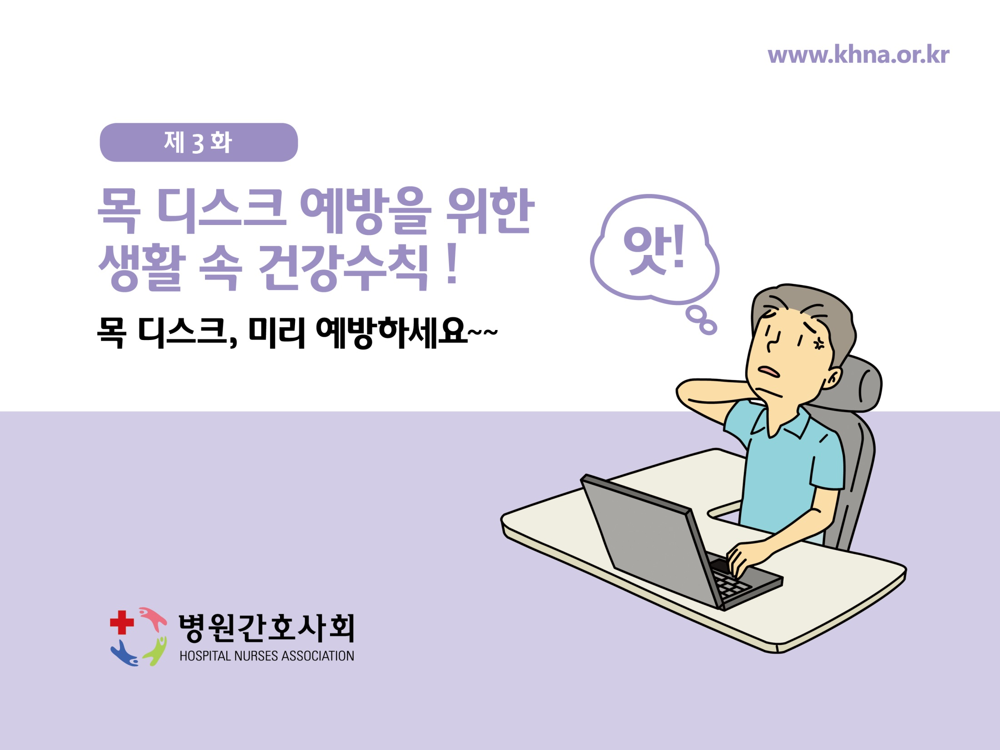 www.khna.or.kr
제 3 화
목 디스크 예방을 위한
생활 속 건강수칙 !
목 디스크, 미리 예방하세요~~
앗!
병원간호사회
HOSPITAL NURSES ASSOCIATION